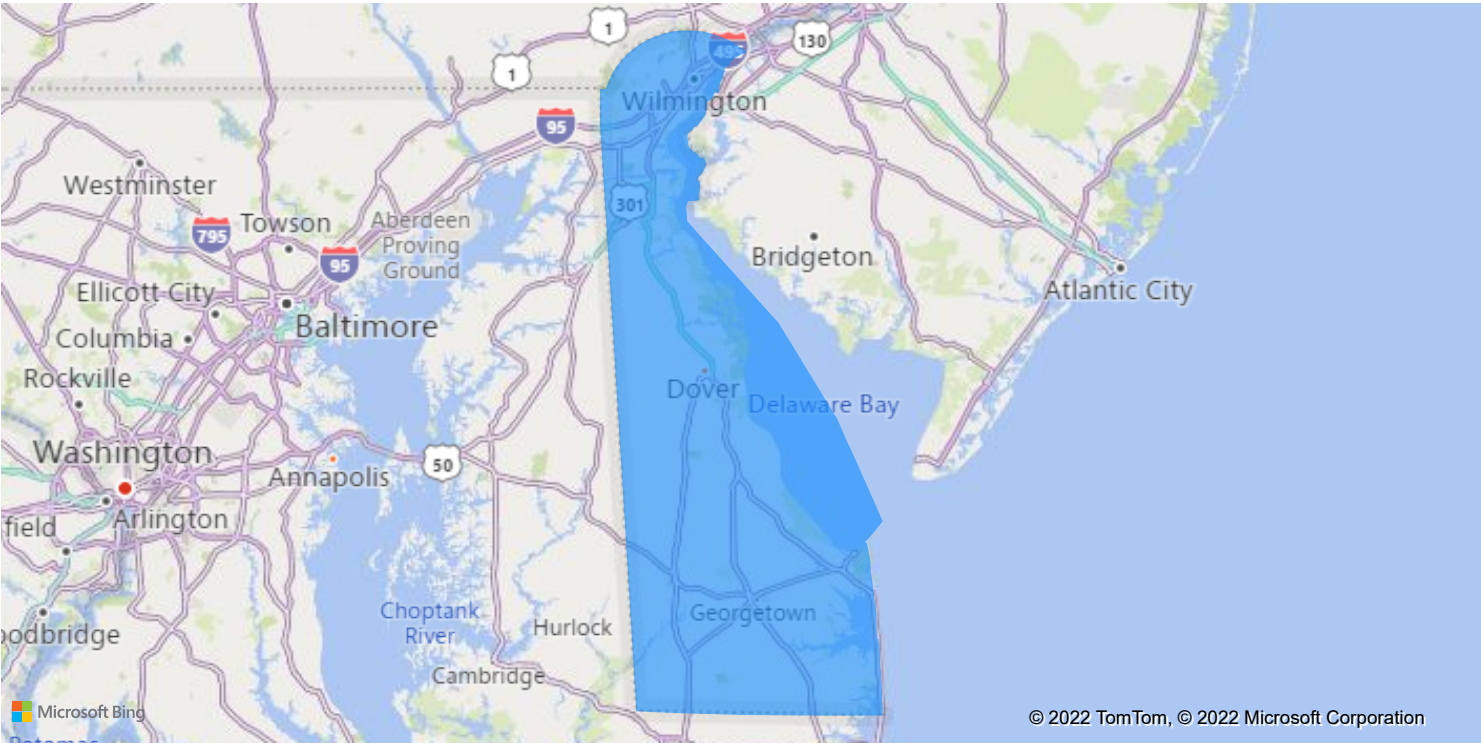 1
130
1
495
Wilmington
95
Westminster
301
Towson
Aberdeen
Proving
Ground
795
95
Bridgeton
Ellicott City
Atlantic City
Baltimore
Columbia
Rockville
Dover
Delaware Bay
Washington
50
Annapolis
Arlington
field
Choptank
River
Georgetown
Hurlock
oodbridge
Cambridge
Microsoft Bing
© 2022 TomTom, © 2022 Microsoft Corporation
Potomac